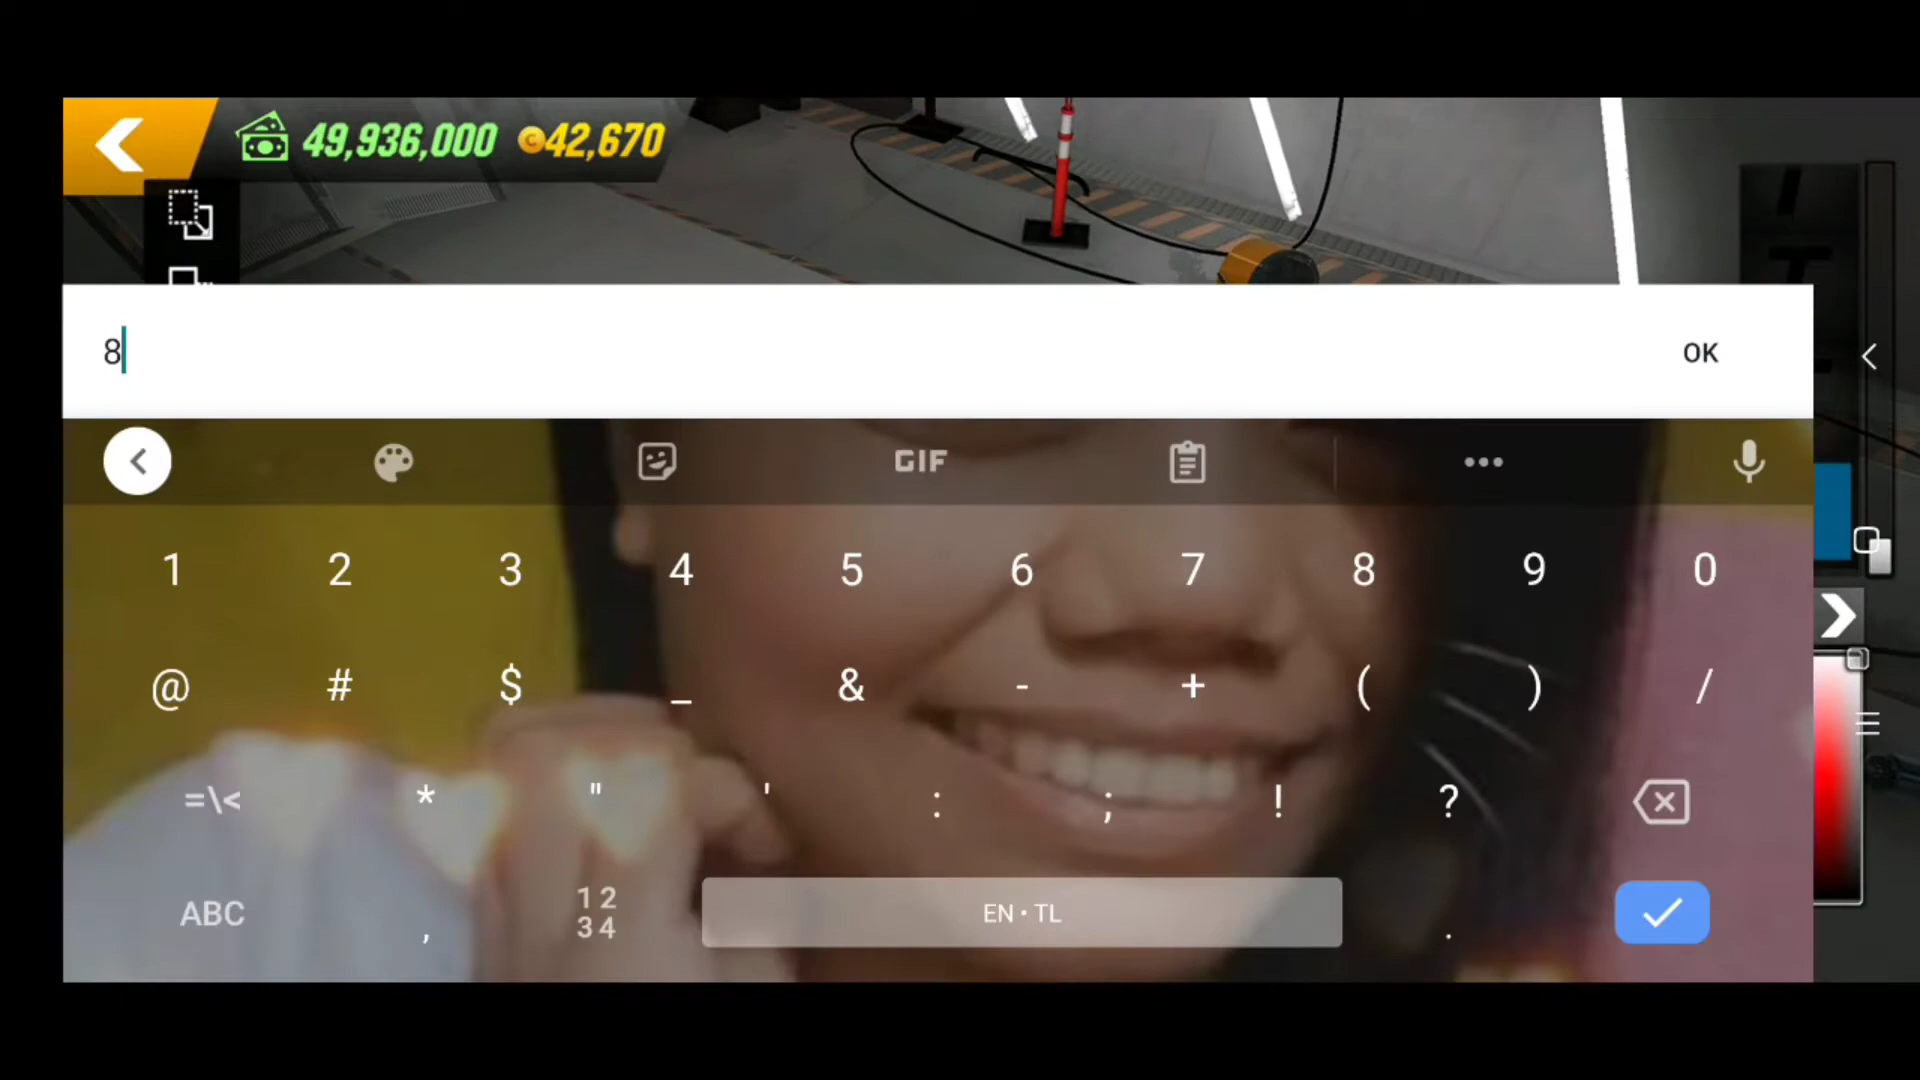 49,936,000 C 42,670
8 OK
GIF
1 2 3 4 5 6 7 8 9 0
@ # $ _ & - + ( ) /
=\< * " ' : ; ! ?
ABC , 12 EN • TL .
34